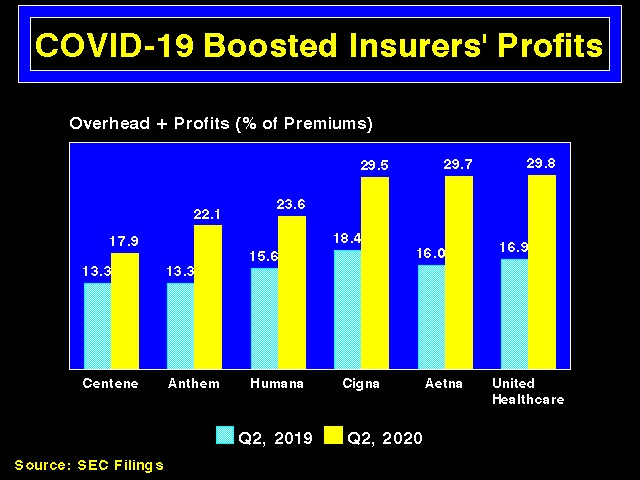 COVID-19 Boosted Insurers' Profits
Overhead + Profits (% of Premiums)
29.5 29.7 29.8
22.1 23.6
17.9 18.4
13.3 13.3 15.6 16.0 16.9
Centene Anthem Humana Cigna Aetna United
Healthcare
Q2, 2019 Q2, 2020
Source: SEC Filings